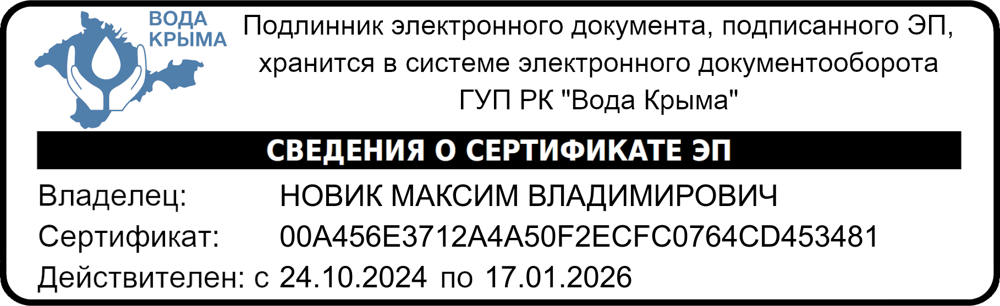 ВОДА
КРЫМА
Подлинник электронного документа, подписанного ЭП,
хранится в системе электронного документооборота
ГУП РК "Вода Крыма"
СВЕДЕНИЯ О СЕРТИФИКАТЕ ЭП
Владелец: НОВИК МАКСИМ ВЛАДИМИРОВИЧ
Сертификат: 00A456E3712A4A50F2ECFC0764CD453481
Действителен: с 24.10.2024 по 17.01.2026